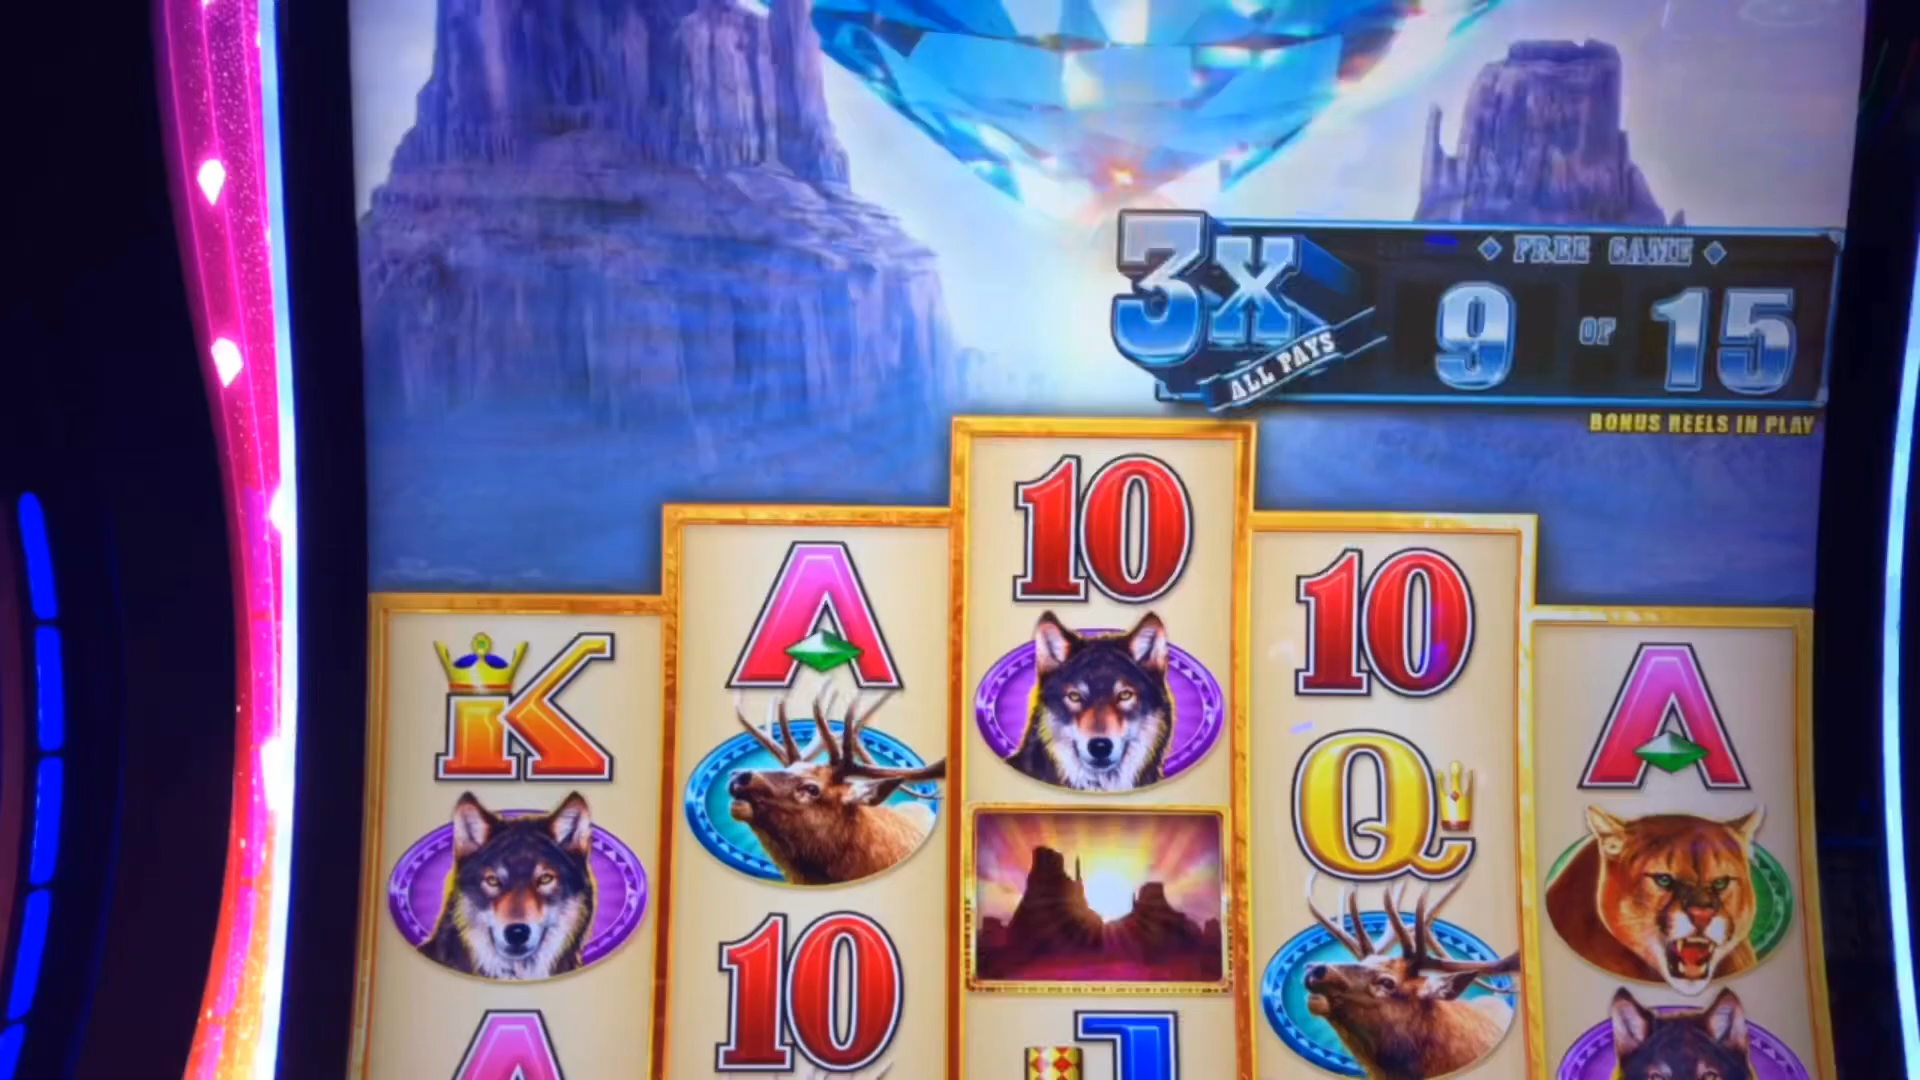 FREE GAME
3X
9 OF 15
ALL PAYS
BONUS REELS IN PLAY
10
A
10
K
A
Q
10
A
J